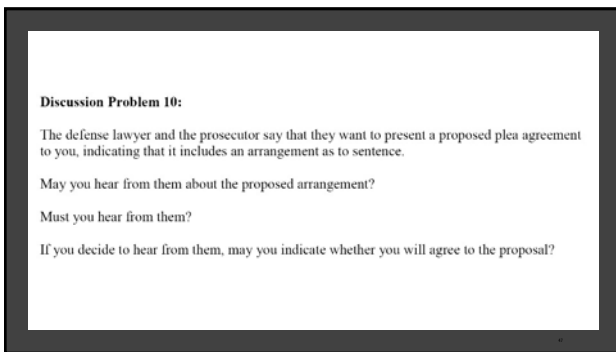 Discussion Problem 10:
The defense lawyer and the prosecutor say that they want to present a proposed plea agreement
to you, indicating that it includes an arrangement as to sentence.
May you hear from them about the proposed arrangement?
Must you hear from them?
If you decide to hear from them, may you indicate whether you will agree to the proposal?